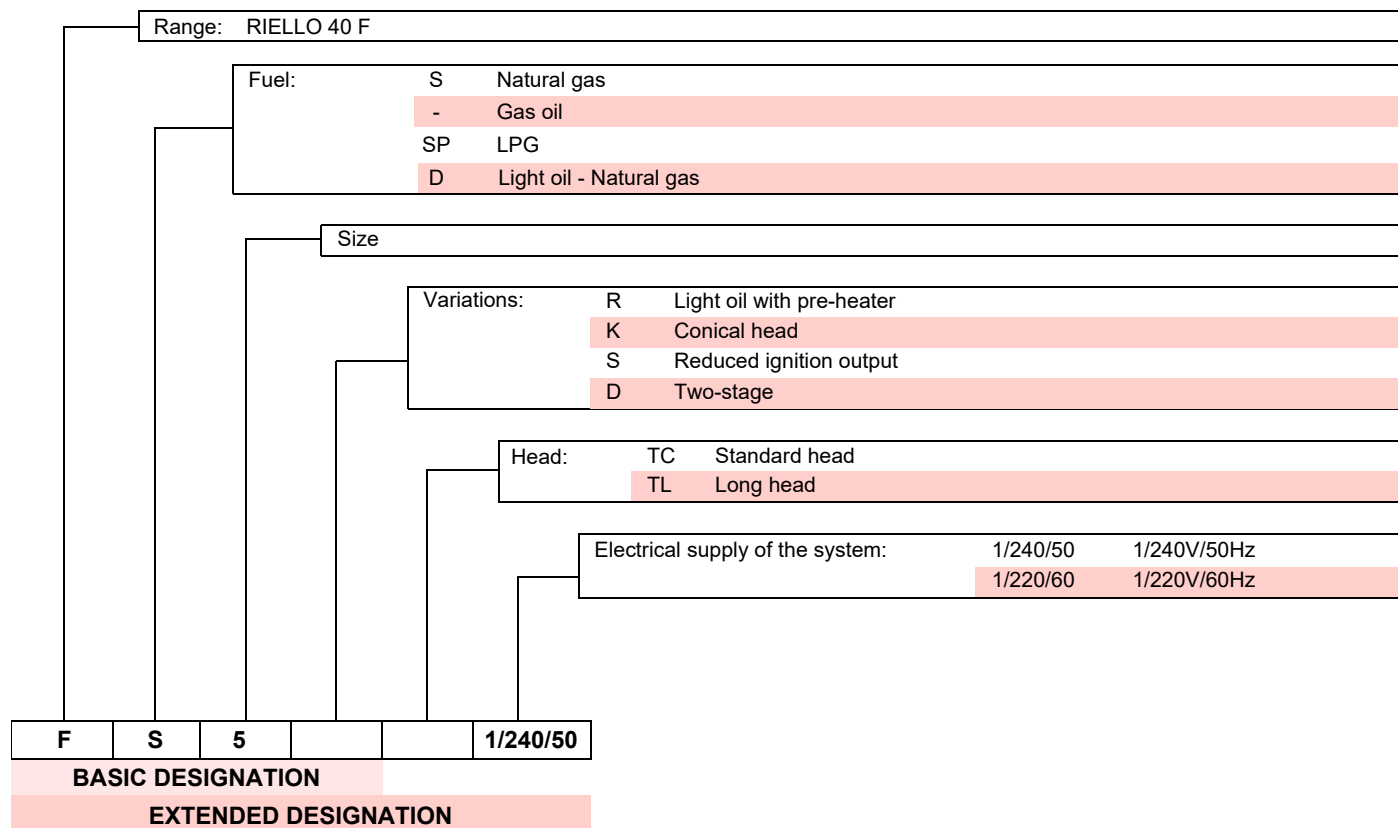 Range: RIELLO 40 F
Fuel: S Natural gas
- Gas oil
SP LPG
D Light oil - Natural gas
Size
Variations: R Light oil with pre-heater
K Conical head
S Reduced ignition output
D Two-stage
Head: TC Standard head
TL Long head
Electrical supply of the system: 1/240/50 1/240V/50Hz
1/220/60 1/220V/60Hz
F S 5 1/240/50
BASIC DESIGNATION
EXTENDED DESIGNATION